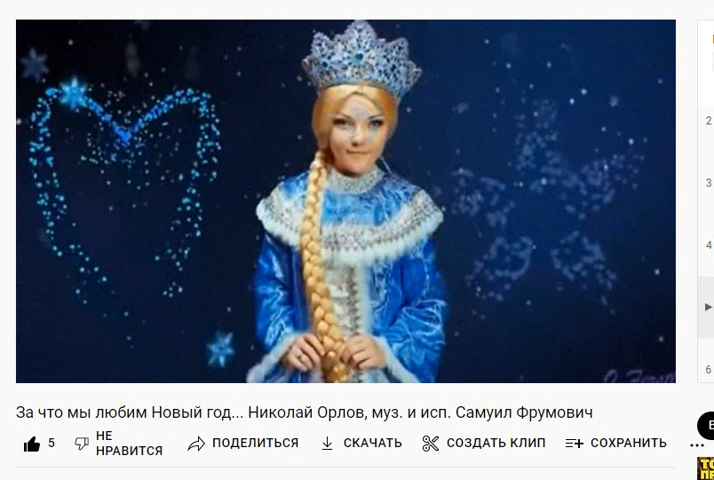 2
3
4
6
За что мы любим Новый год... Николай Орлов, муз. и исп. Самуил Фрумович
5
НЕ НРАВИТСЯ
ПОДЕЛИТЬСЯ
СКАЧАТЬ
СОЗДАТЬ КЛИП
СОХРАНИТЬ